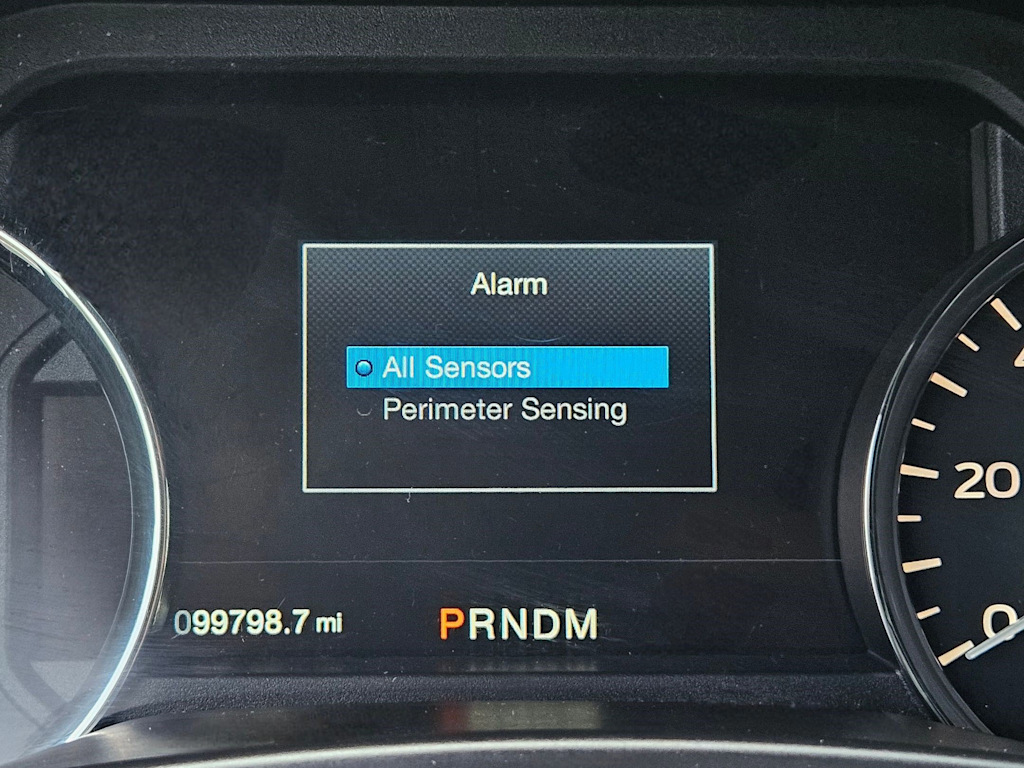 Alarm
All Sensors
Perimeter Sensing
20
099798.7 mi
PRNDM
0